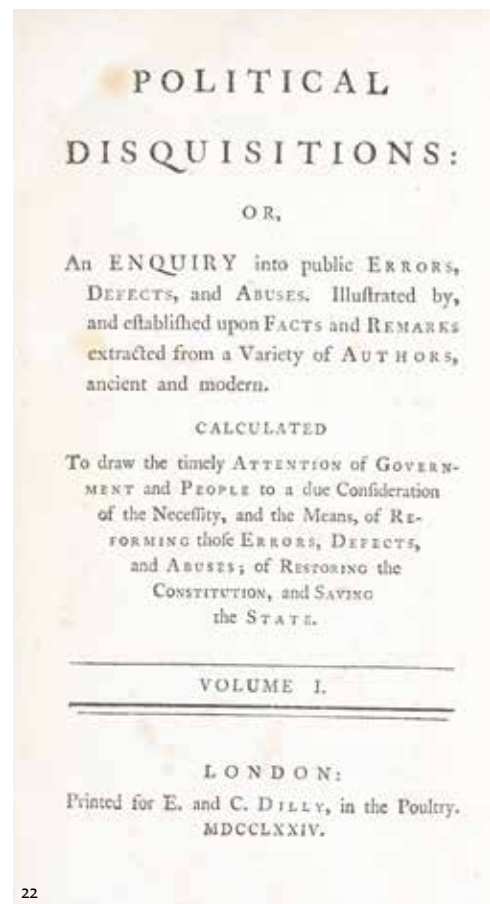 POLITICAL
DISQUISITIONS:
OR,
An ENQUIRY into public ERRORS,
DEFECTS, and ABUSES. Illuſtrated by,
and eſtabliſhed upon FACTS and REMARKS
extracted from a Variety of AUTHORS,
ancient and modern.
CALCULATED
To draw the timely ATTENTION of GOVERN-
MENT and PEOPLE to a due Conſideration
of the Neceſſity, and the Means, of RE-
FORMING thoſe ERRORS, DEFECTS,
and ABUSES; of RESTORING the
CONSTITUTION, and SAVING
the STATE.
VOLUME I.
LONDON:
Printed for E. and C. DILLY, in the Poultry.
MDCCLXXIV.
22